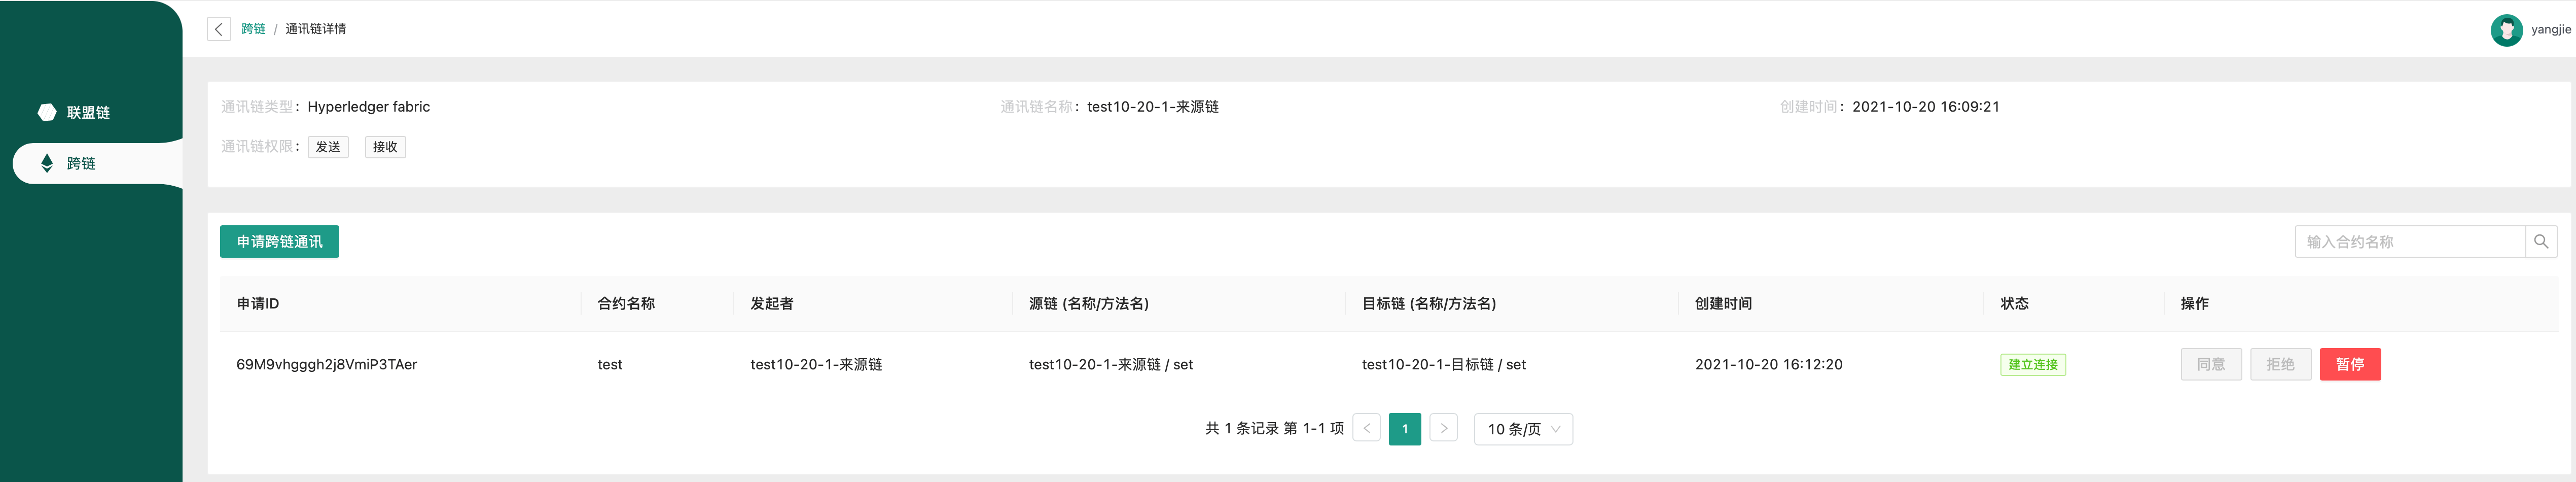 跨链 / 通讯链详情
yangjie
联盟链
跨链
通讯链类型：Hyperledger fabric
通讯链名称：test10-20-1-来源链
创建时间：2021-10-20 16:09:21
通讯链权限：发送 接收
申请跨链通讯
输入合约名称
申请ID 合约名称 发起者 源链 (名称/方法名) 目标链 (名称/方法名) 创建时间 状态 操作
69M9vhgggh2j8VmiP3TAer test test10-20-1-来源链 test10-20-1-来源链 / set test10-20-1-目标链 / set 2021-10-20 16:12:20 建立连接 同意 拒绝 暂停
共 1 条记录 第 1-1 项 1 10 条/页